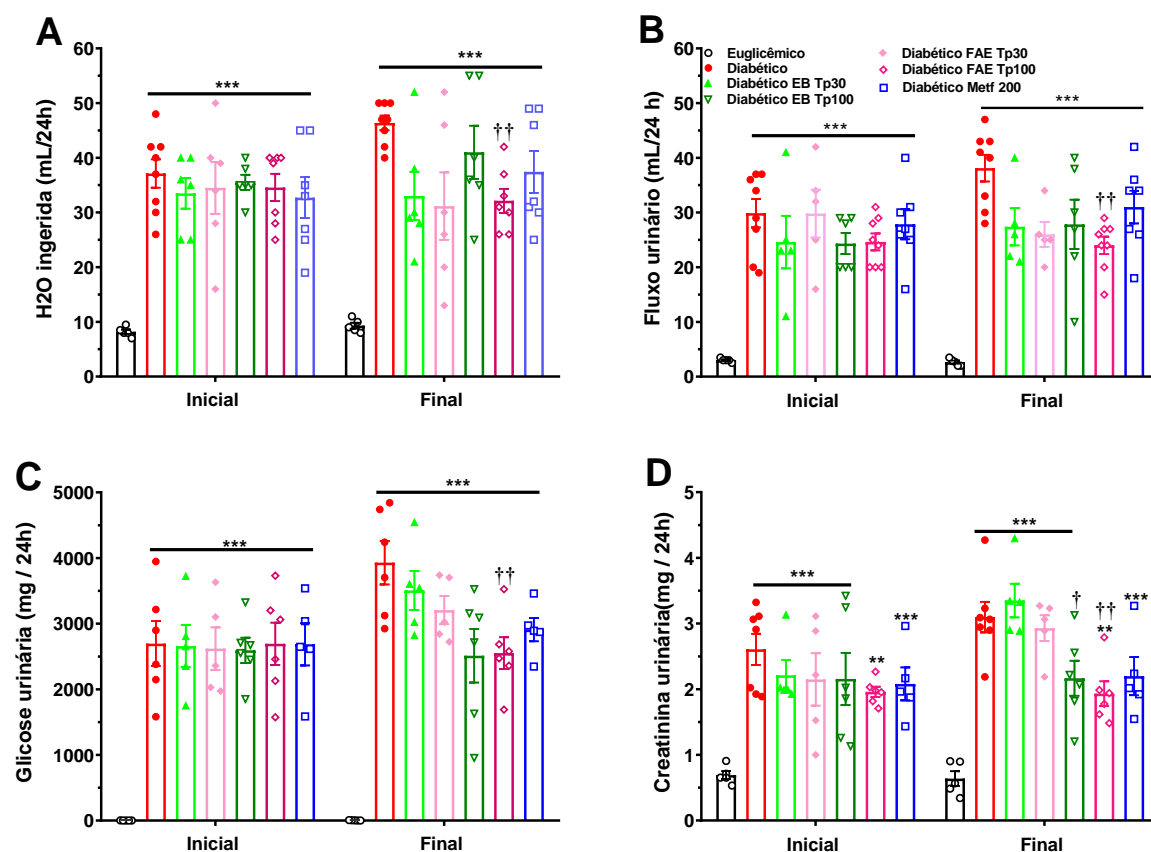 A
H2O ingerida (mL/24h)
60
50
40
30
20
10
0
***
***
††
Inicial
Final
B
Fluxo urinário (mL/24 h)
60
50
40
30
20
10
0
Euglicêmico
Diabético
Diabético EB Tp30
Diabético EB Tp100
Diabético FAE Tp30
Diabético FAE Tp100
Diabético Metf 200
***
***
††
Inicial
Final
C
Glicose urinária (mg / 24h)
5000
4000
3000
2000
1000
0
***
***
††
Inicial
Final
D
Creatinina urinária(mg / 24h)
6
5
4
3
2
1
0
***
**
***
***
†
††
**
***
Inicial
Final